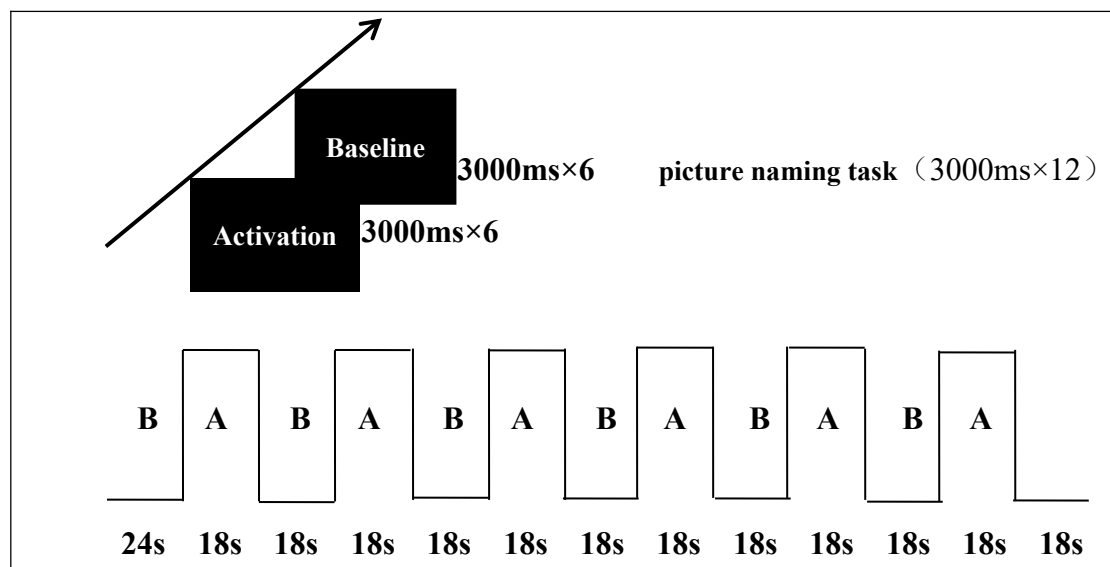 Baseline
3000ms×6 picture naming task（3000ms×12）
Activation 3000ms×6
B A B A B A B A B A B A
24s 18s 18s 18s 18s 18s 18s 18s 18s 18s 18s 18s 18s